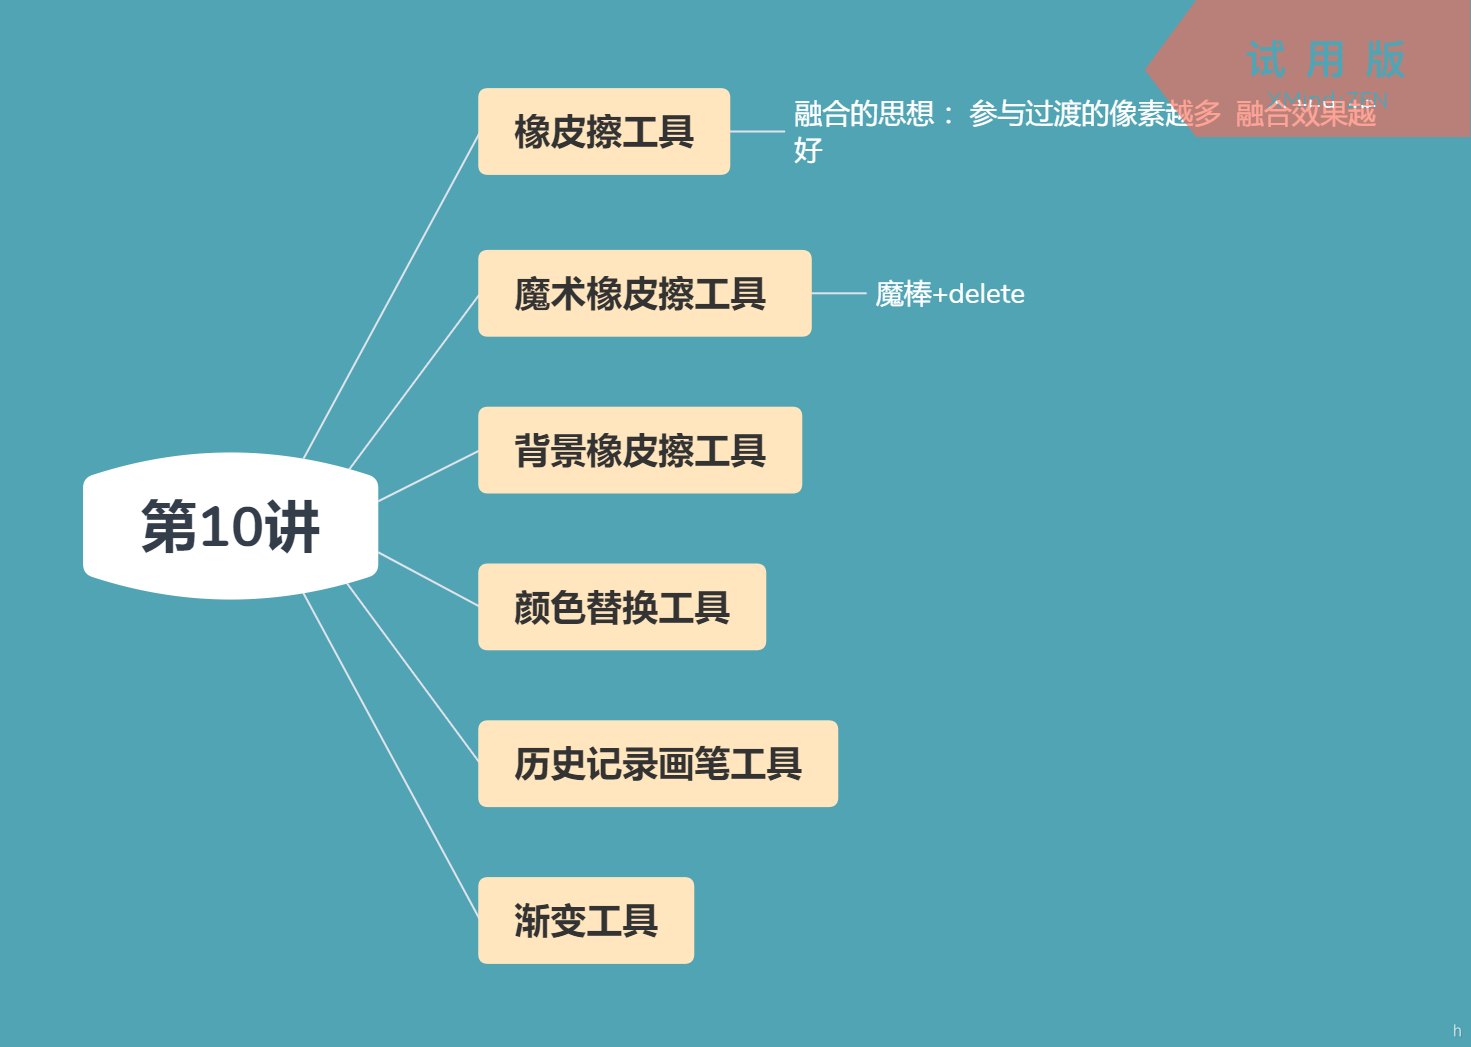 试用版
XMind:ZEN
橡皮擦工具
融合的思想： 参与过渡的像素越多 融合效果越
好
魔术橡皮擦工具
魔棒+delete
背景橡皮擦工具
第10讲
颜色替换工具
历史记录画笔工具
渐变工具
h